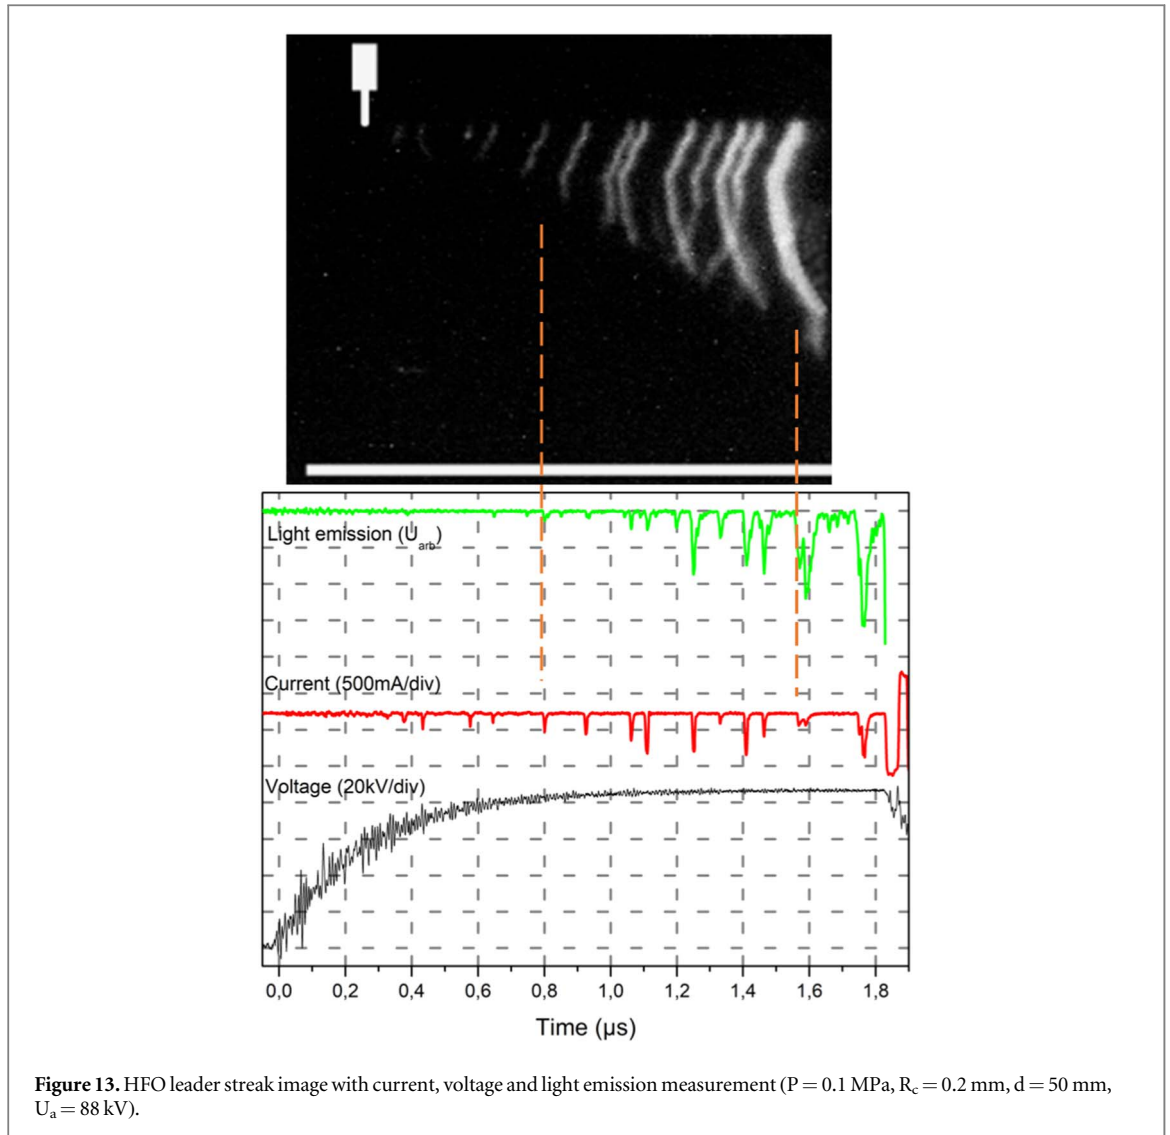 Light emission (U_arb)
Current (500mA/div)
Voltage (20kV/div)
0,0 0,2 0,4 0,6 0,8 1,0 1,2 1,4 1,6 1,8
Time (µs)
Figure 13. HFO leader streak image with current, voltage and light emission measurement (P = 0.1 MPa, R_c = 0.2 mm, d = 50 mm,
U_a = 88 kV).